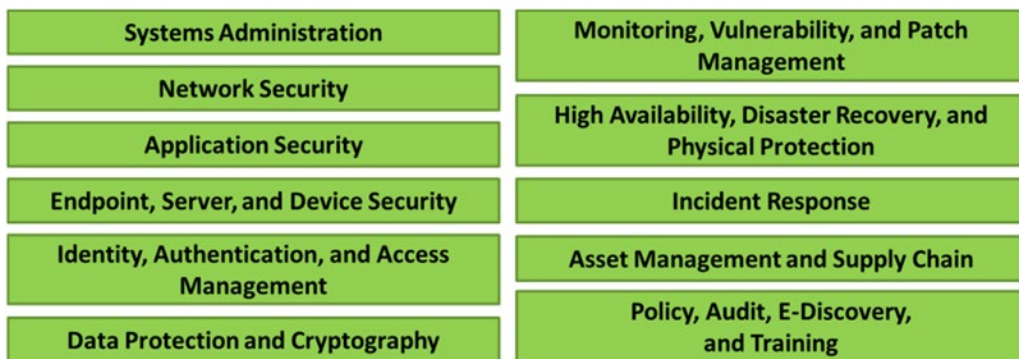 Systems Administration
Network Security
Application Security
Endpoint, Server, and Device Security
Identity, Authentication, and Access
Management
Data Protection and Cryptography
Monitoring, Vulnerability, and Patch
Management
High Availability, Disaster Recovery, and
Physical Protection
Incident Response
Asset Management and Supply Chain
Policy, Audit, E-Discovery,
and Training